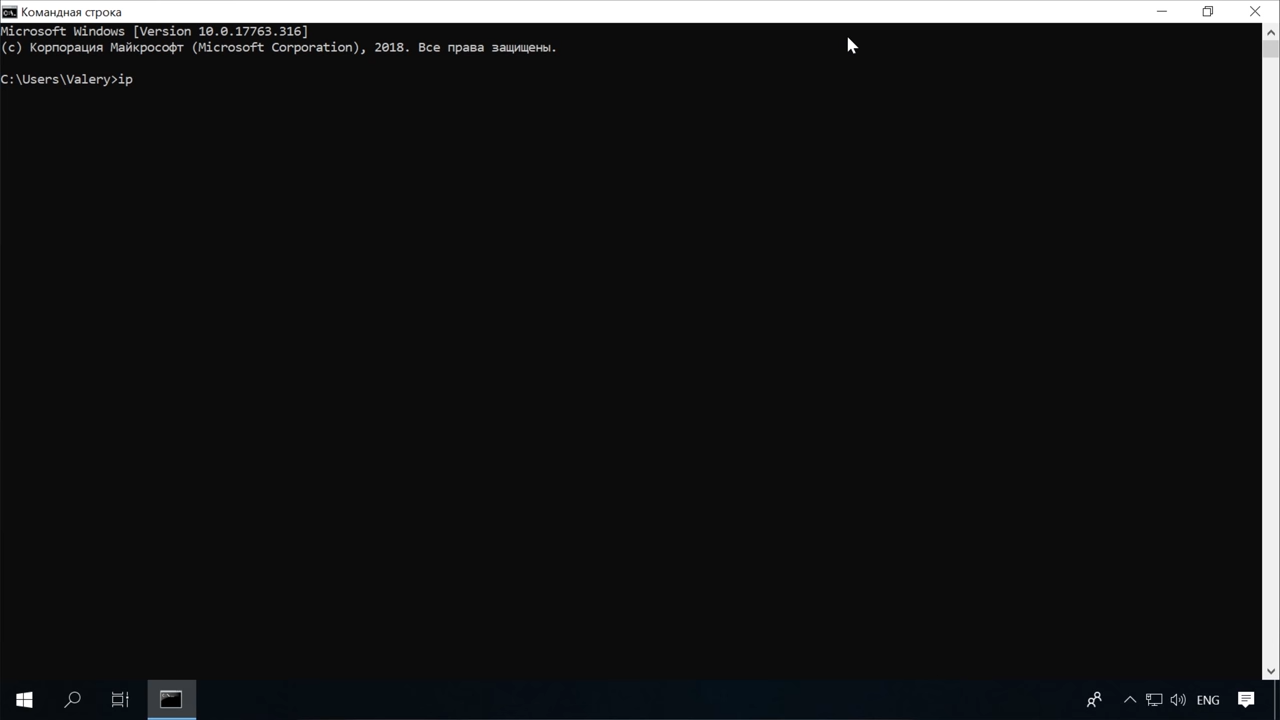 Командная строка
Microsoft Windows [Version 10.0.17763.316]
(c) Корпорация Майкрософт (Microsoft Corporation), 2018. Все права защищены.
C:\Users\Valery>ip
ENG